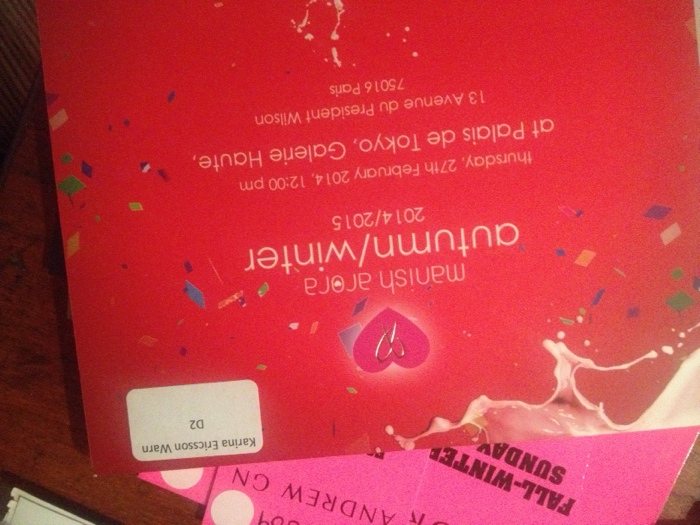 manish arora
autumn/winter
2014/2015
thursday, 27th February 2014, 12:00 pm
at Palais de Tokyo, Galerie Haute,
13 Avenue du President Wilson
75016 Paris
Karina Ericsson Warn
D2
FALL-WINTER
SUNDAY
ANDREW GN